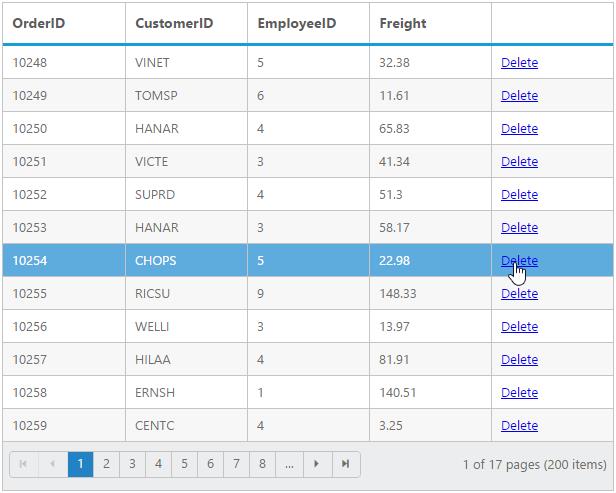 OrderID CustomerID EmployeeID Freight
10248 VINET 5 32.38 Delete
10249 TOMSP 6 11.61 Delete
10250 HANAR 4 65.83 Delete
10251 VICTE 3 41.34 Delete
10252 SUPRD 4 51.3 Delete
10253 HANAR 3 58.17 Delete
10254 CHOPS 5 22.98 Delete
10255 RICSU 9 148.33 Delete
10256 WELLI 3 13.97 Delete
10257 HILAA 4 81.91 Delete
10258 ERNSH 1 140.51 Delete
10259 CENTC 4 3.25 Delete
1 2 3 4 5 6 7 8 ... 1 of 17 pages (200 items)